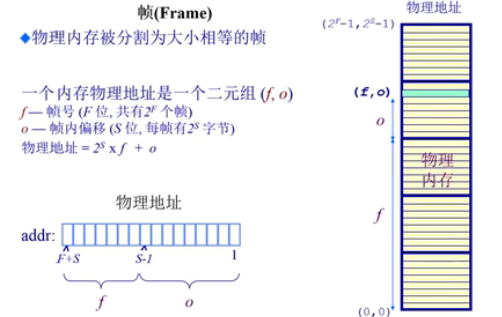 帧(Frame)
◆物理内存被分割为大小相等的帧
一个内存物理地址是一个二元组 (f, o)
f — 帧号 (F 位, 共有2^F 个帧)
o — 帧内偏移 (S 位, 每帧有2^S 字节)
物理地址 = 2^S x f + o
物理地址
addr:
F+S
S-1
1
f
o
物理地址
(2^F-1, 2^S-1)
(f,o)
o
物理
内存
f
(0,0)